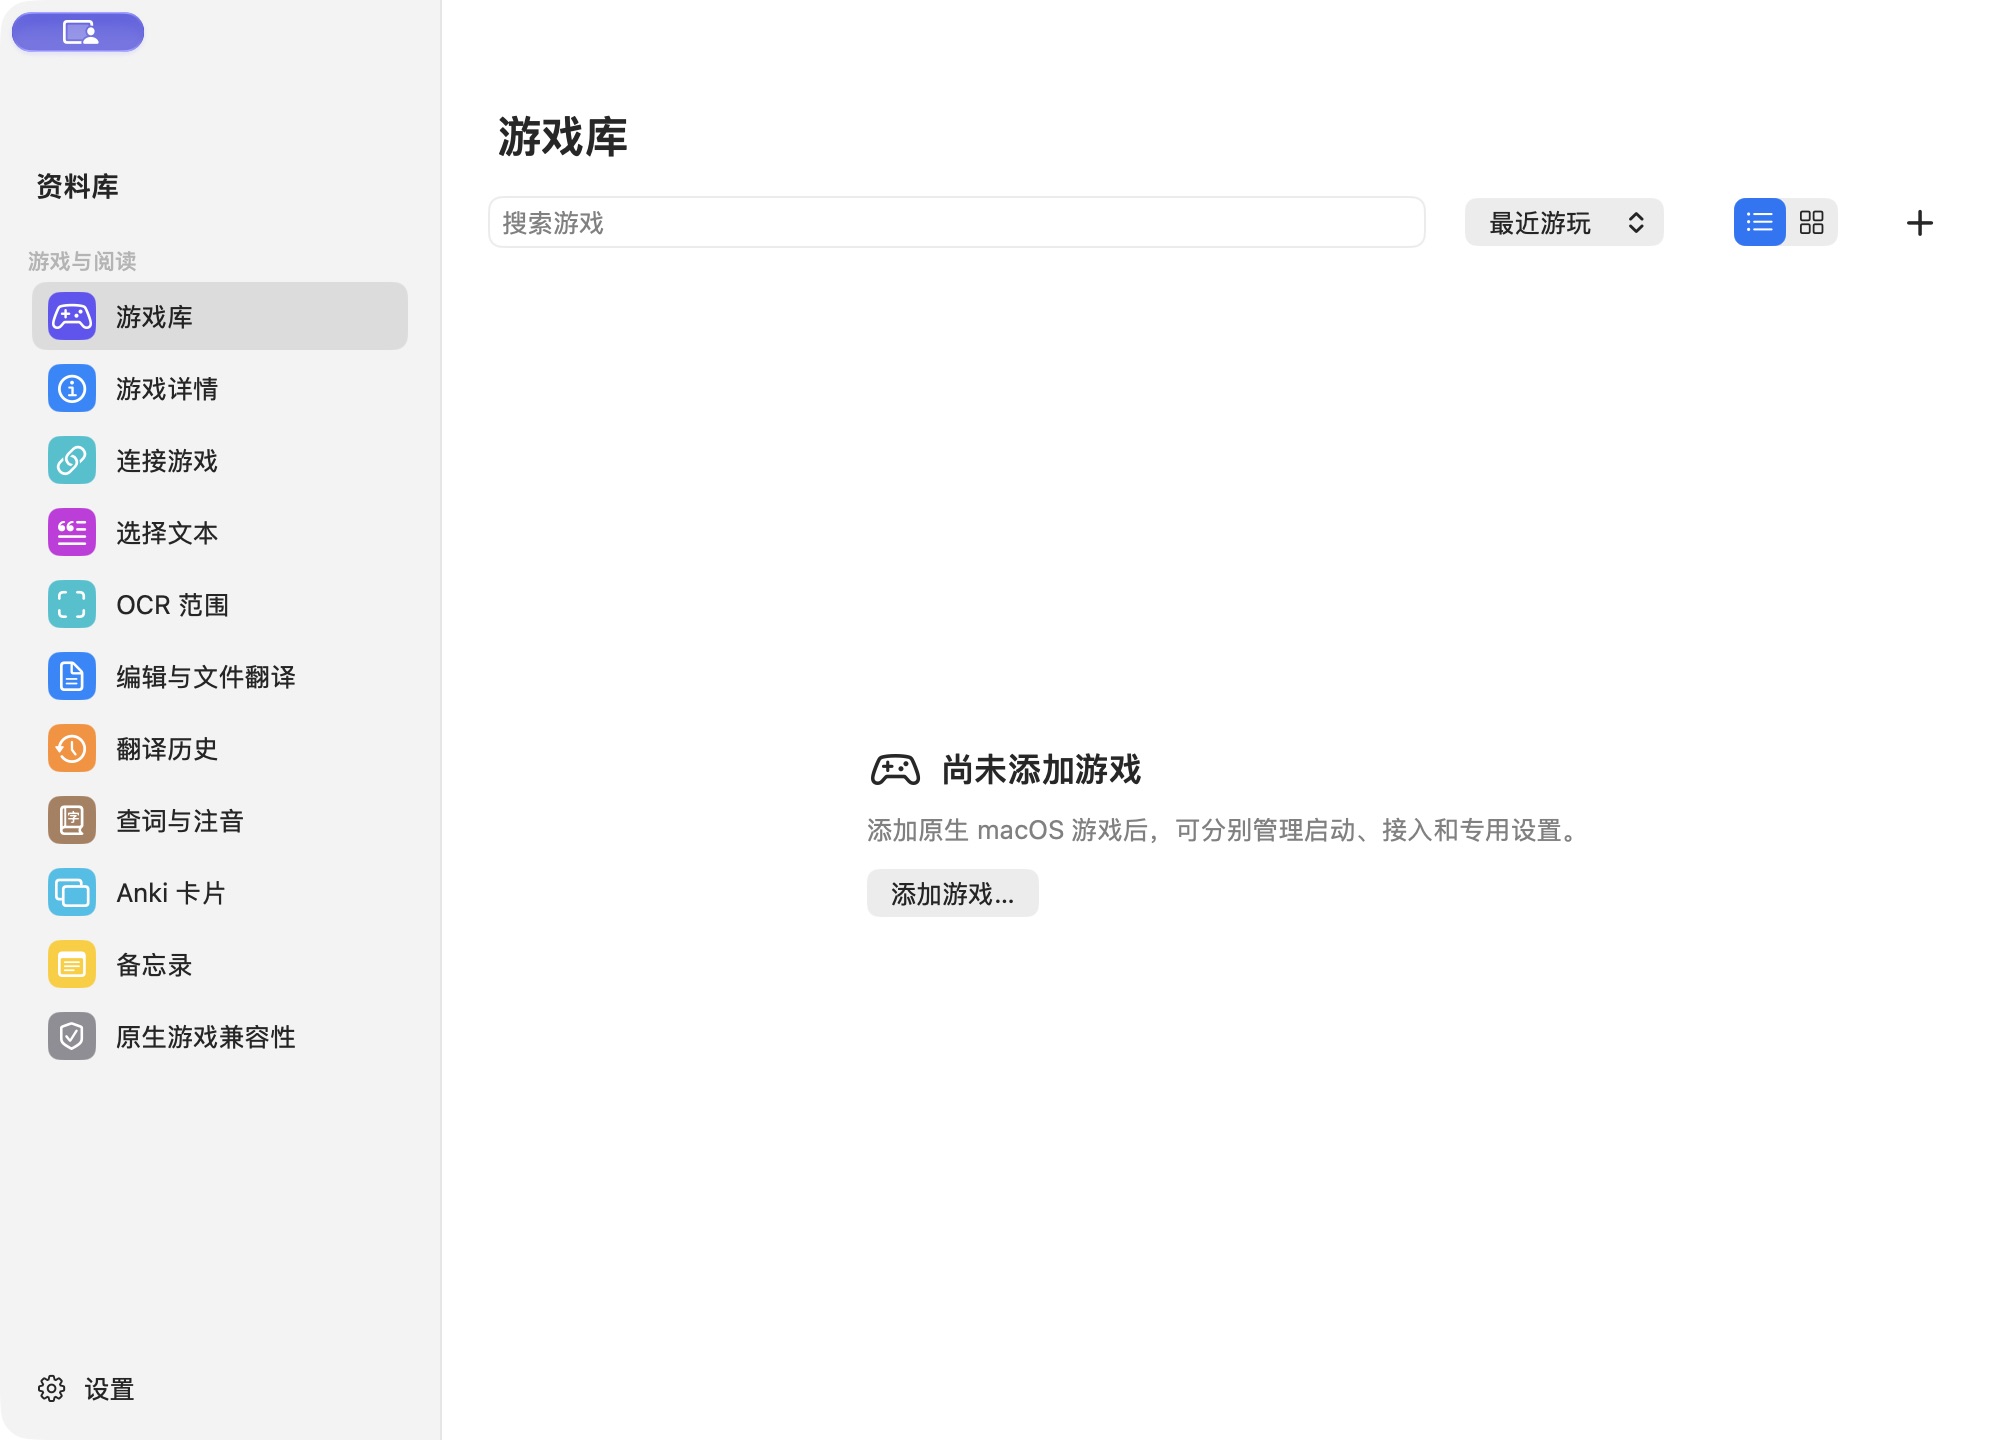 资料库
游戏与阅读
游戏库
游戏详情
连接游戏
选择文本
OCR 范围
编辑与文件翻译
翻译历史
查词与注音
Anki 卡片
备忘录
原生游戏兼容性
设置
游戏库
搜索游戏
最近游玩
尚未添加游戏
添加原生 macOS 游戏后，可分别管理启动、接入和专用设置。
添加游戏...